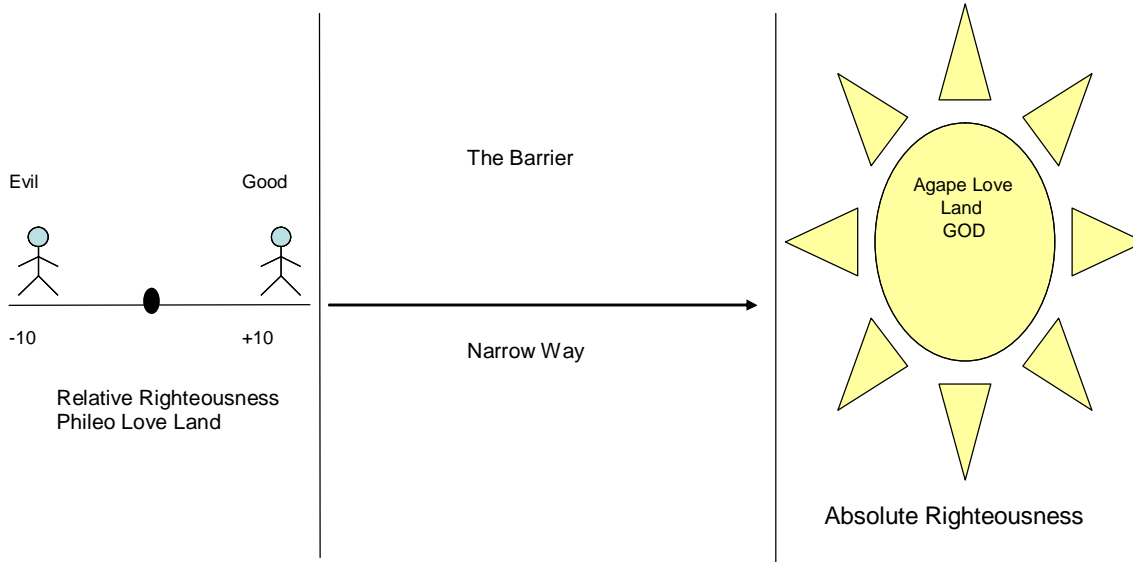 Evil
Good
-10
+10
Relative Righteousness
Phileo Love Land
The Barrier
Narrow Way
Agape Love
Land
GOD
Absolute Righteousness